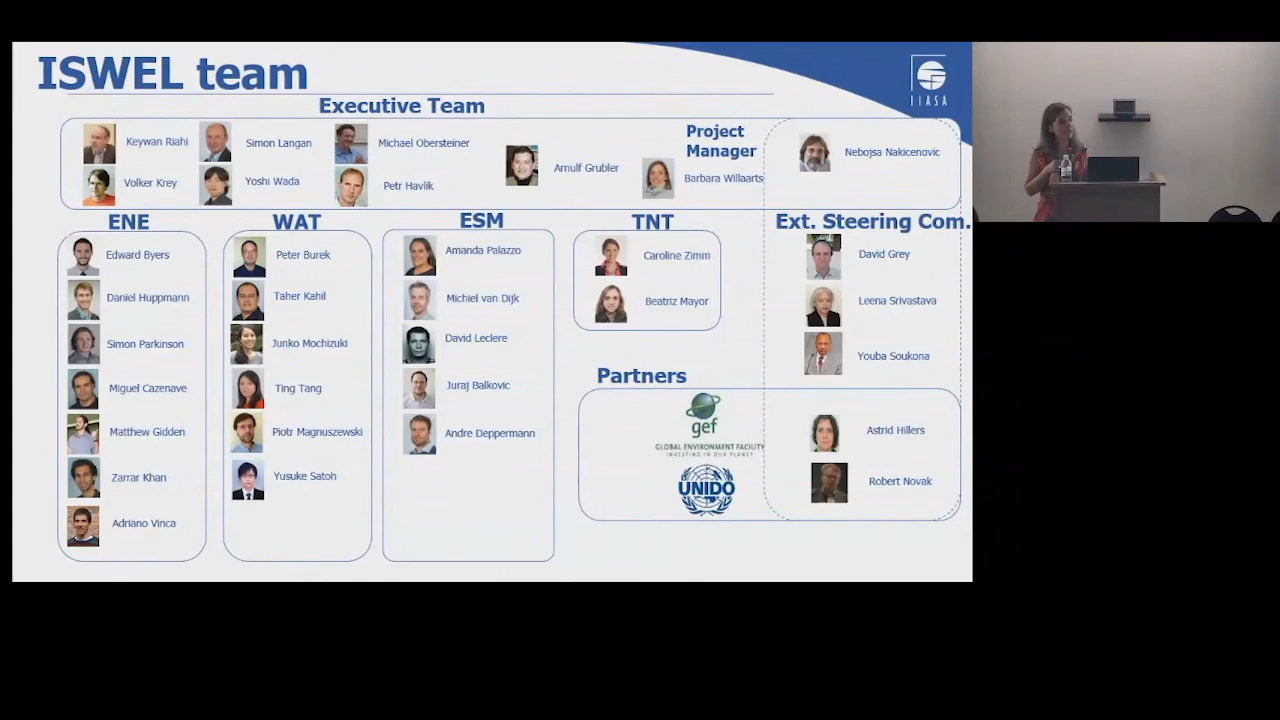 ISWEL team
IIASA
Executive Team
Keywan Riahi
Simon Langan
Michael Obersteiner
Volker Krey
Yoshi Wada
Petr Havlik
Arnulf Grubler
Project
Manager
Barbara Willaarts
Nebojsa Nakicenovic
ENE
Edward Byers
Daniel Huppmann
Simon Parkinson
Miguel Cazenave
Matthew Gidden
Zarrar Khan
Adriano Vinca
WAT
Peter Burek
Taher Kahil
Junko Mochizuki
Ting Tang
Piotr Magnuszewski
Yusuke Satoh
ESM
Amanda Palazzo
Michiel van Dijk
David Leclere
Juraj Balkovic
Andre Deppermann
TNT
Caroline Zimm
Beatriz Mayor
Ext. Steering Com.
David Grey
Leena Srivastava
Youba Soukona
Partners
gef
GLOBAL ENVIRONMENT FACILITY
INVESTING IN OUR PLANET
UNIDO
Astrid Hillers
Robert Novak